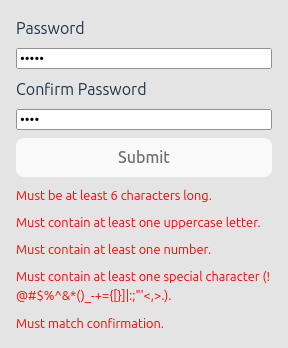 Password
•••••
Confirm Password
••••
Submit
Must be at least 6 characters long.
Must contain at least one uppercase letter.
Must contain at least one number.
Must contain at least one special character (!
@#$%^&*()_-+={[}]|:;"'<,>.).
Must match confirmation.